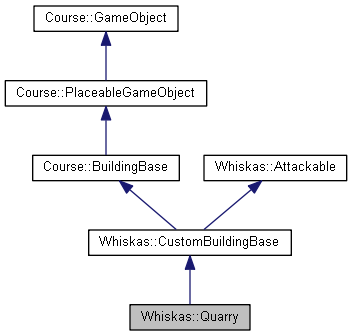 Course::GameObject
Course::PlaceableGameObject
Course::BuildingBase
Whiskas::Attackable
Whiskas::CustomBuildingBase
Whiskas::Quarry